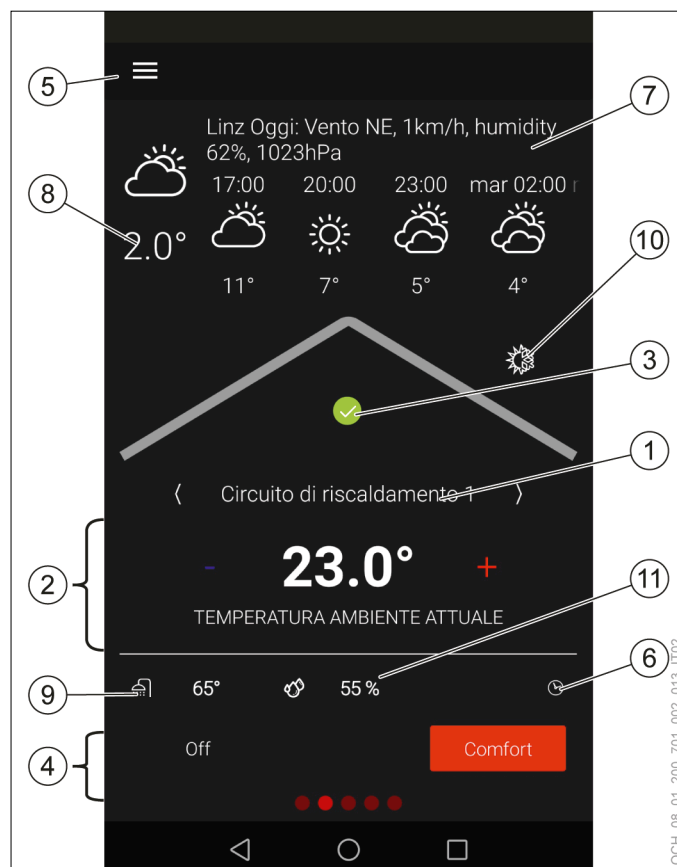 5
Linz Oggi: Vento NE, 1km/h, humidity
62%, 1023hPa
7
17:00 20:00 23:00 mar 02:00
8
2.0°
10
11° 7° 5° 4°
3
1
Circuito di riscaldamento 1
2
- 23.0° +
11
TEMPERATURA AMBIENTE ATTUALE
6
9
65° 55 %
4
Off Comfort
OCH_08_01_200_701_002_013_IT02